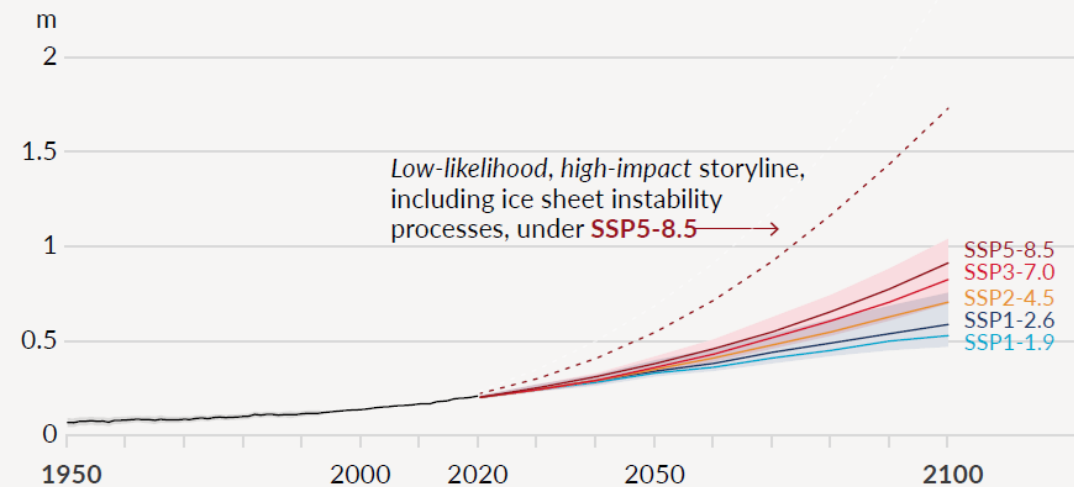 m
2
1.5
Low-likelihood, high-impact storyline,
including ice sheet instability
processes, under SSP5-8.5
1
SSP5-8.5
SSP3-7.0
SSP2-4.5
SSP1-2.6
SSP1-1.9
0.5
0
1950 2000 2020 2050 2100